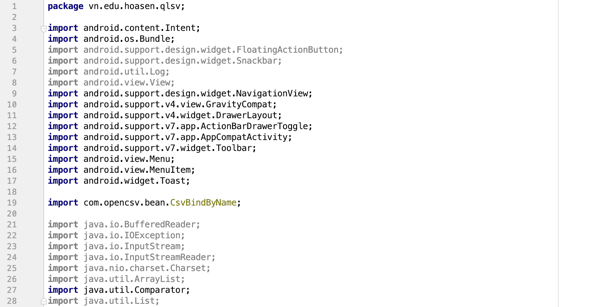 1 package vn.edu.hoasen.qlsv;
2
3 import android.content.Intent;
4 import android.os.Bundle;
5 import android.support.design.widget.FloatingActionButton;
6 import android.support.design.widget.Snackbar;
7 import android.util.Log;
8 import android.view.View;
9 import android.support.design.widget.NavigationView;
10 import android.support.v4.view.GravityCompat;
11 import android.support.v4.widget.DrawerLayout;
12 import android.support.v7.app.ActionBarDrawerToggle;
13 import android.support.v7.app.AppCompatActivity;
14 import android.support.v7.widget.Toolbar;
15 import android.view.Menu;
16 import android.view.MenuItem;
17 import android.widget.Toast;
18
19 import com.opencsv.bean.CsvBindByName;
20
21 import java.io.BufferedReader;
22 import java.io.IOException;
23 import java.io.InputStream;
24 import java.io.InputStreamReader;
25 import java.nio.charset.Charset;
26 import java.util.ArrayList;
27 import java.util.Comparator;
28 import java.util.List;